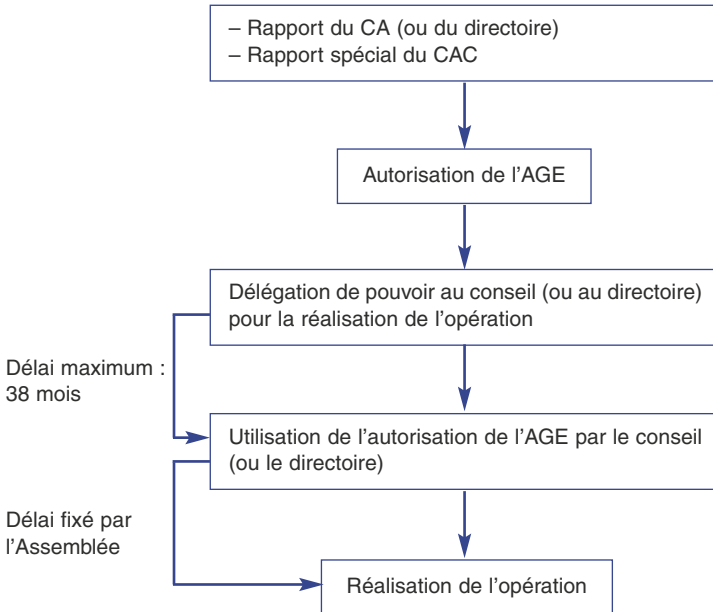 – Rapport du CA (ou du directoire)
– Rapport spécial du CAC
Autorisation de l'AGE
Délégation de pouvoir au conseil (ou au directoire)
pour la réalisation de l'opération
Délai maximum :
38 mois
Utilisation de l'autorisation de l'AGE par le conseil
(ou le directoire)
Délai fixé par
l'Assemblée
Réalisation de l'opération